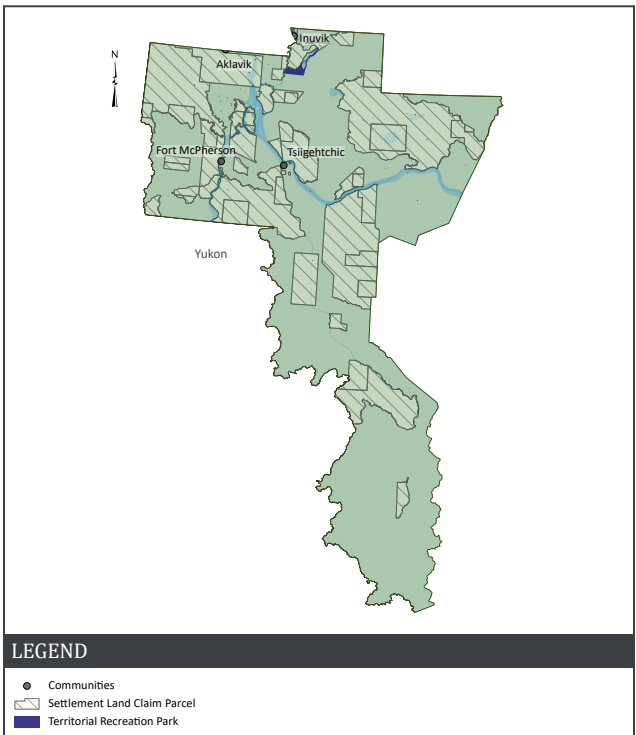 Inuvik
N
Aklavik
Fort McPherson
Tsiigehtchic
Yukon
LEGEND
Communities
Settlement Land Claim Parcel
Territorial Recreation Park